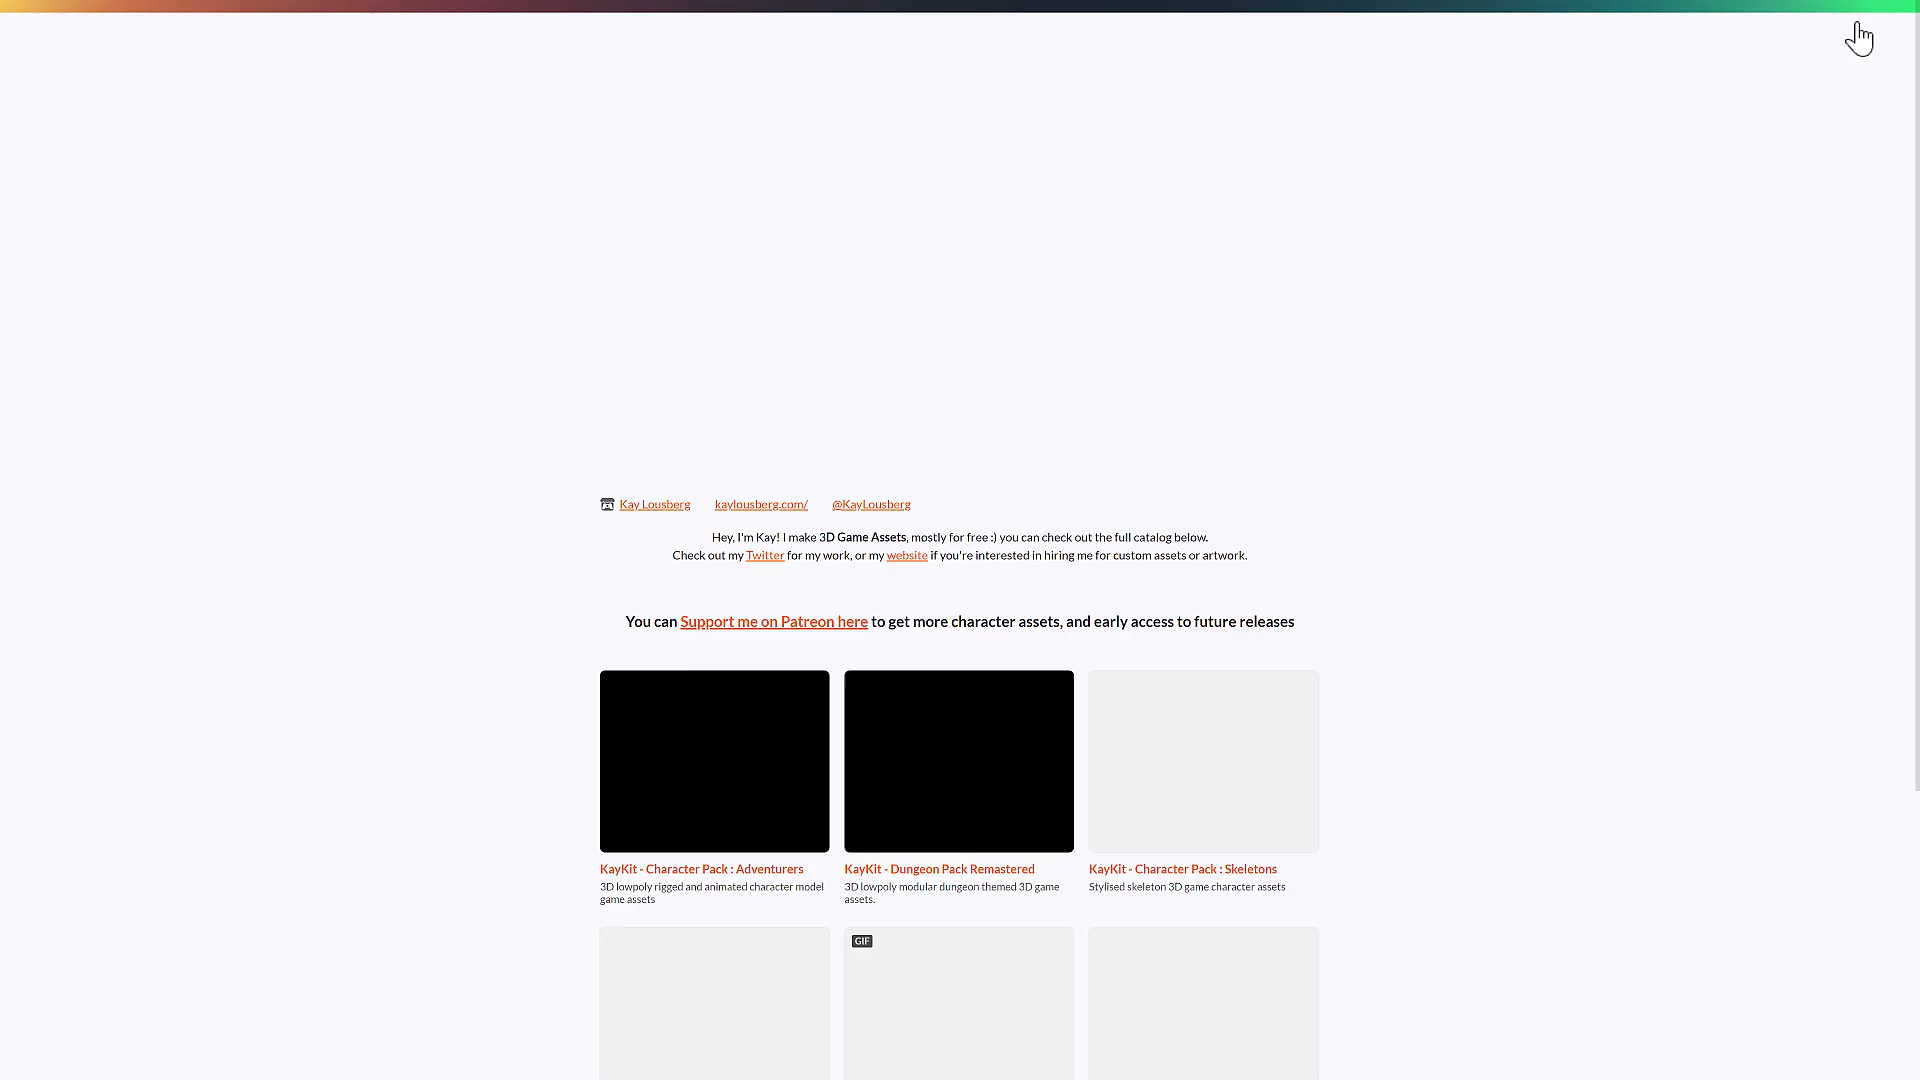 Kay Lousberg kaylousberg.com/ @KayLousberg
Hey, I'm Kay! I make 3D Game Assets, mostly for free :) you can check out the full catalog below.
Check out my Twitter for my work, or my website if you're interested in hiring me for custom assets or artwork.
You can Support me on Patreon here to get more character assets, and early access to future releases
KayKit - Character Pack : Adventurers
3D lowpoly rigged and animated character model
game assets
KayKit - Dungeon Pack Remastered
3D lowpoly modular dungeon themed 3D game
assets.
KayKit - Character Pack : Skeletons
Stylised skeleton 3D game character assets
GIF